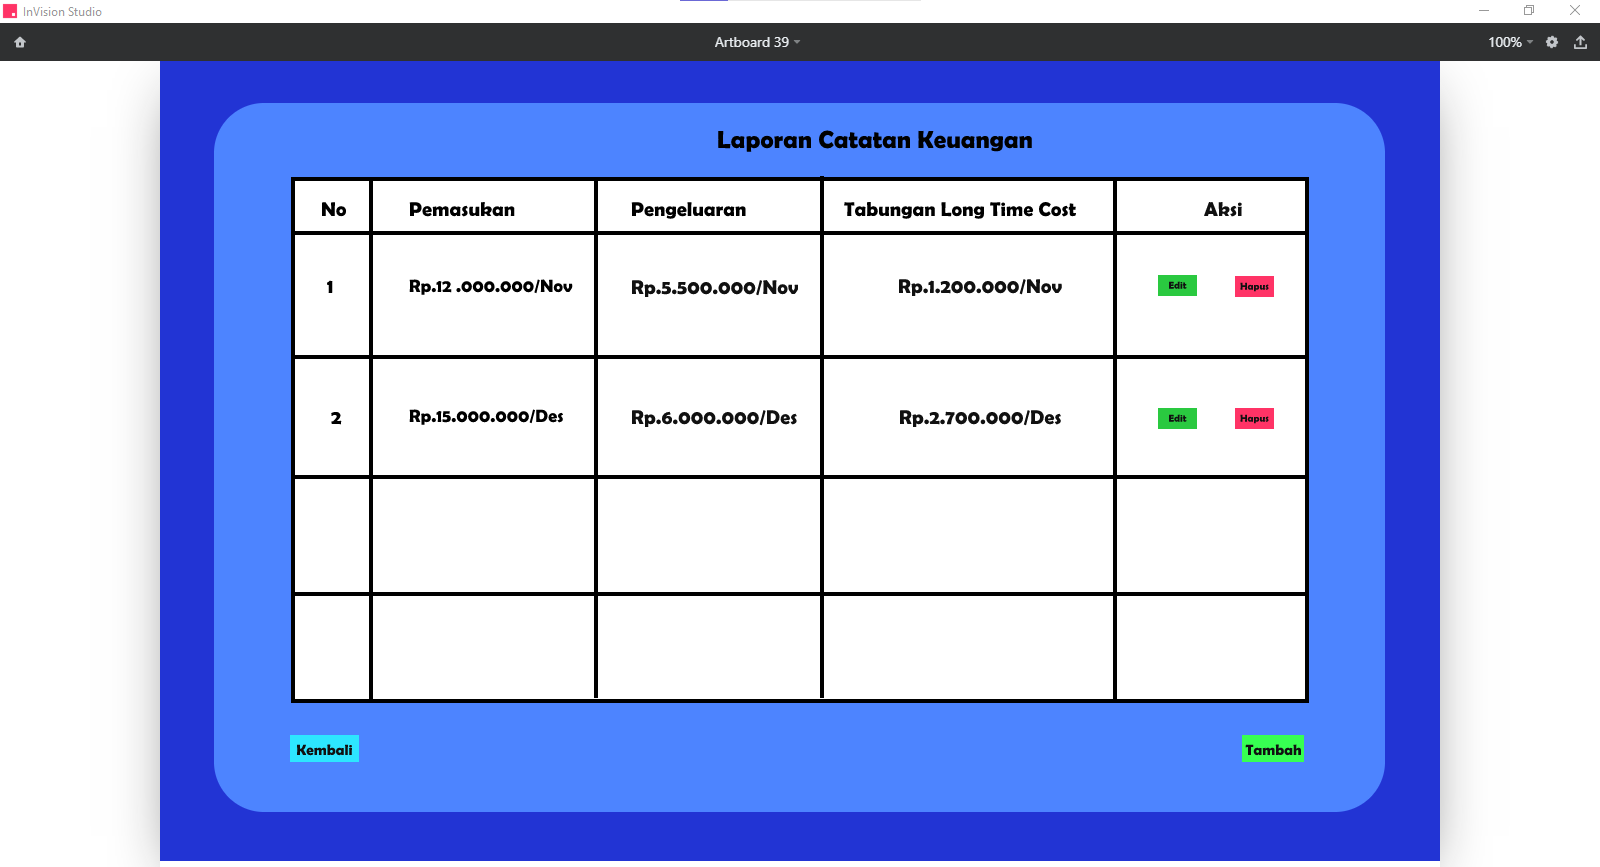 InVision Studio
Artboard 39
100%
Laporan Catatan Keuangan
No Pemasukan Pengeluaran Tabungan Long Time Cost Aksi
1 Rp.12 .000.000/Nov Rp.5.500.000/Nov Rp.1.200.000/Nov Edit Hapus
2 Rp.15.000.000/Des Rp.6.000.000/Des Rp.2.700.000/Des Edit Hapus
Kembali Tambah